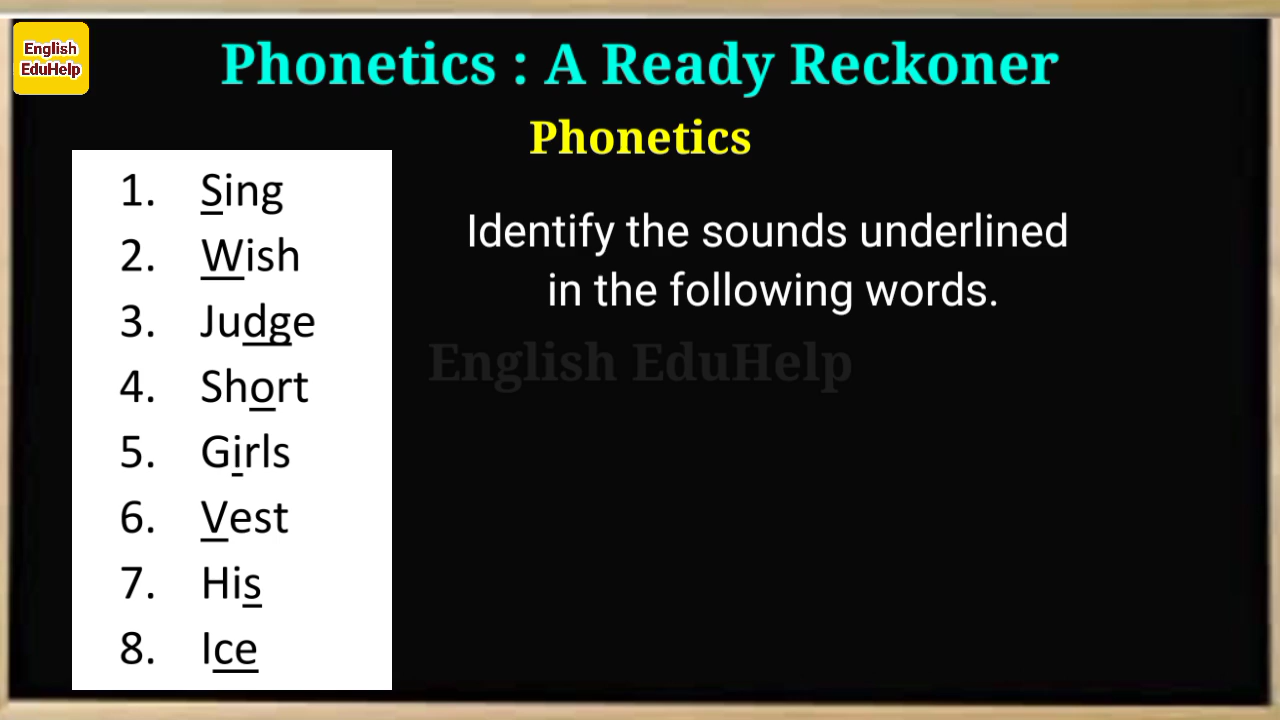 English
EduHelp
Phonetics : A Ready Reckoner
Phonetics
1. Sing
2. Wish
3. Judge
4. Short
5. Girls
6. Vest
7. His
8. Ice
Identify the sounds underlined
in the following words.
English EduHelp